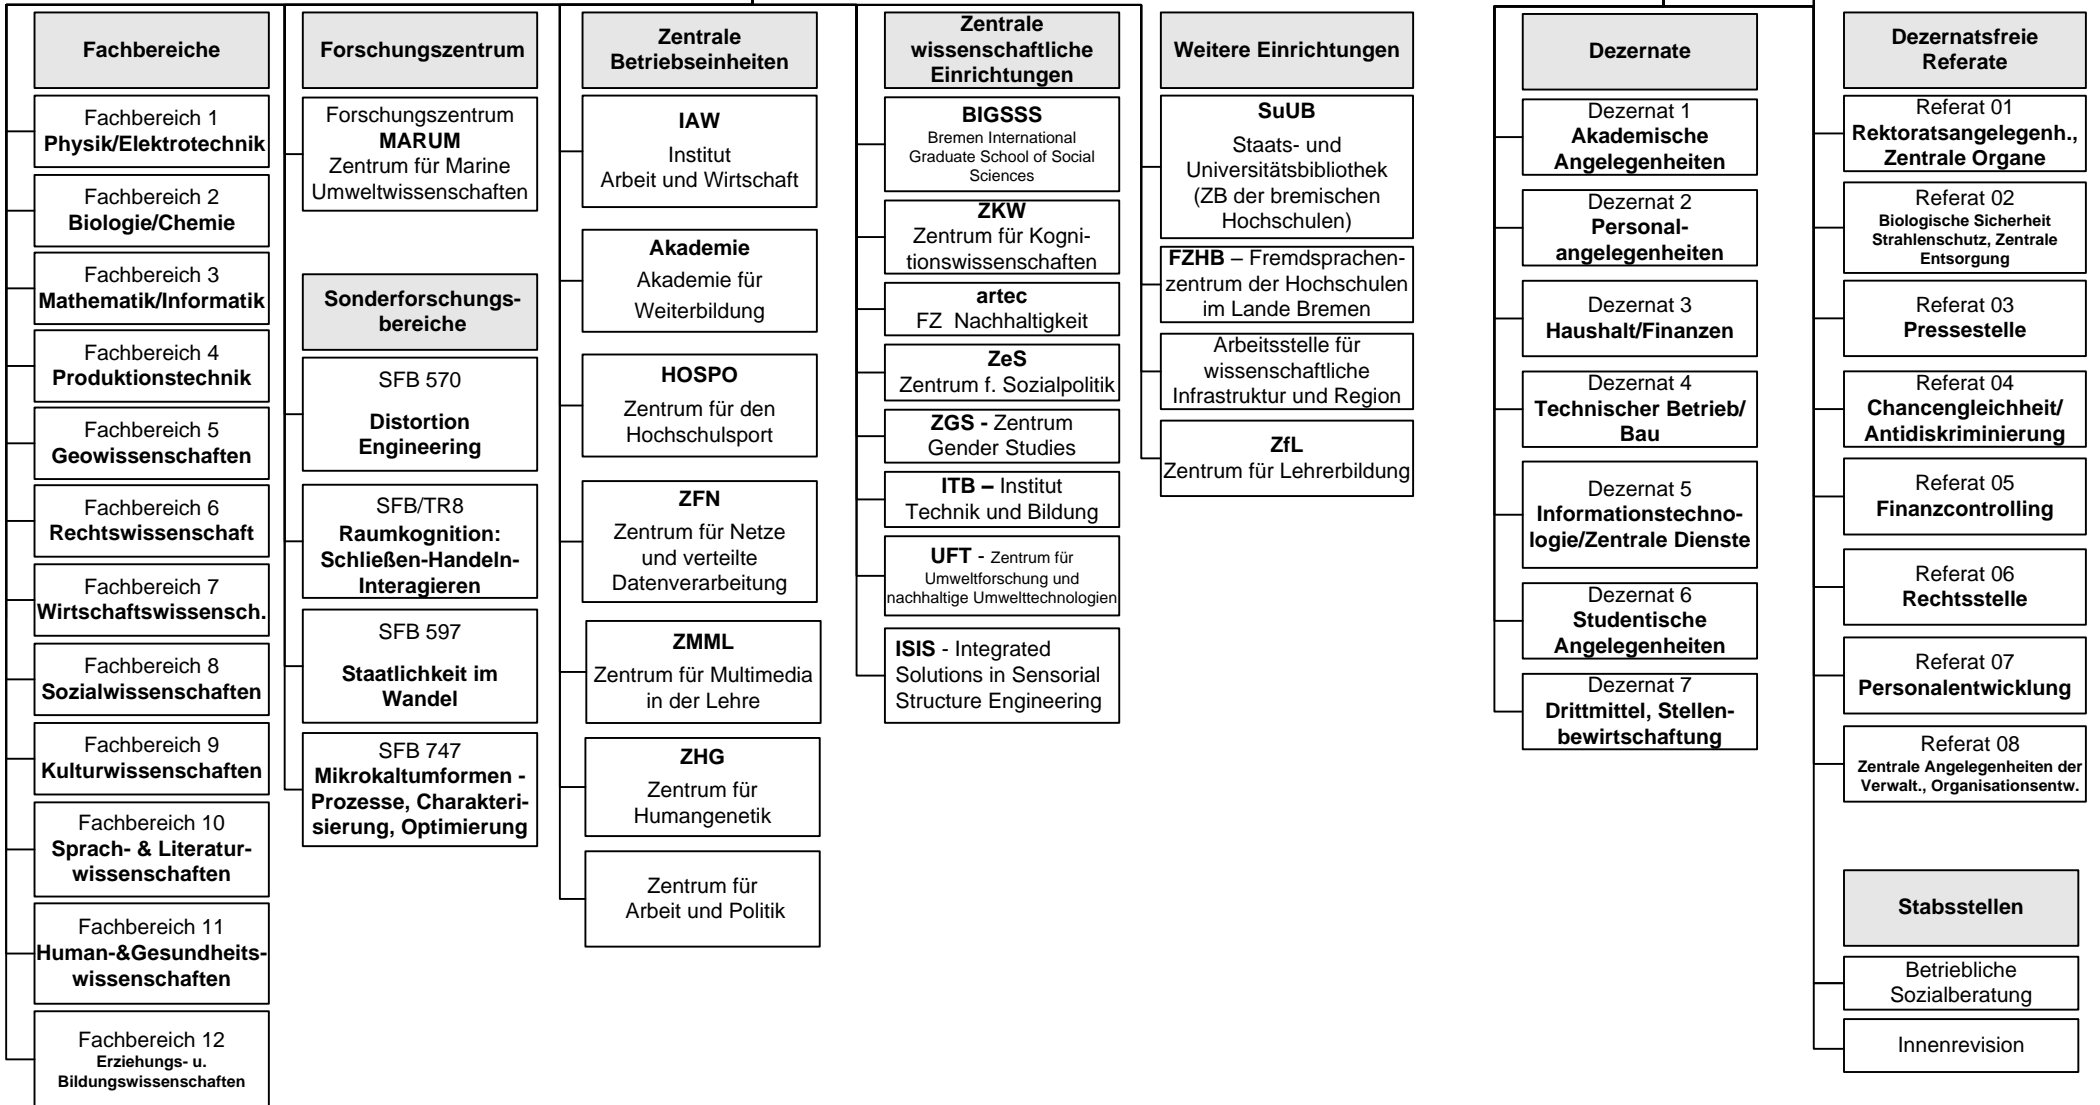 Fachbereiche
Fachbereich 1
Physik/Elektrotechnik
Fachbereich 2
Biologie/Chemie
Fachbereich 3
Mathematik/Informatik
Fachbereich 4
Produktionstechnik
Fachbereich 5
Geowissenschaften
Fachbereich 6
Rechtswissenschaft
Fachbereich 7
Wirtschaftswissensch.
Fachbereich 8
Sozialwissenschaften
Fachbereich 9
Kulturwissenschaften
Fachbereich 10
Sprach- & Literatur-
wissenschaften
Fachbereich 11
Human-&Gesundheits-
wissenschaften
Fachbereich 12
Erziehungs- u.
Bildungswissenschaften
Forschungszentrum
Forschungszentrum
MARUM
Zentrum für Marine
Umweltwissenschaften
Sonderforschungs-
bereiche
SFB 570
Distortion
Engineering
SFB/TR8
Raumkognition:
Schließen-Handeln-
Interagieren
SFB 597
Staatlichkeit im
Wandel
SFB 747
Mikrokaltumformen -
Prozesse, Charakteri-
sierung, Optimierung
Zentrale
Betriebseinheiten
IAW
Institut
Arbeit und Wirtschaft
Akademie
Akademie für
Weiterbildung
HOSPO
Zentrum für den
Hochschulsport
ZFN
Zentrum für Netze
und verteilte
Datenverarbeitung
ZMML
Zentrum für Multimedia
in der Lehre
ZHG
Zentrum für
Humangenetik
Zentrum für
Arbeit und Politik
Zentrale
wissenschaftliche
Einrichtungen
BIGSSS
Bremen International
Graduate School of Social
Sciences
ZKW
Zentrum für Kogni-
tionswissenschaften
artec
FZ Nachhaltigkeit
ZeS
Zentrum f. Sozialpolitik
ZGS - Zentrum
Gender Studies
ITB – Institut
Technik und Bildung
UFT - Zentrum für
Umweltforschung und
nachhaltige Umwelttechnologien
ISIS - Integrated
Solutions in Sensorial
Structure Engineering
Weitere Einrichtungen
SuUB
Staats- und
Universitätsbibliothek
(ZB der bremischen
Hochschulen)
FZHB – Fremdsprachen-
zentrum der Hochschulen
im Lande Bremen
Arbeitsstelle für
wissenschaftliche
Infrastruktur und Region
ZfL
Zentrum für Lehrerbildung
Dezernate
Dezernat 1
Akademische
Angelegenheiten
Dezernat 2
Personal-
angelegenheiten
Dezernat 3
Haushalt/Finanzen
Dezernat 4
Technischer Betrieb/
Bau
Dezernat 5
Informationstechno-
logie/Zentrale Dienste
Dezernat 6
Studentische
Angelegenheiten
Dezernat 7
Drittmittel, Stellen-
bewirtschaftung
Dezernatsfreie
Referate
Referat 01
Rektoratsangelegenh.,
Zentrale Organe
Referat 02
Biologische Sicherheit
Strahlenschutz, Zentrale
Entsorgung
Referat 03
Pressestelle
Referat 04
Chancengleichheit/
Antidiskriminierung
Referat 05
Finanzcontrolling
Referat 06
Rechtsstelle
Referat 07
Personalentwicklung
Referat 08
Zentrale Angelegenheiten der
Verwalt., Organisationsentw.
Stabsstellen
Betriebliche
Sozialberatung
Innenrevision